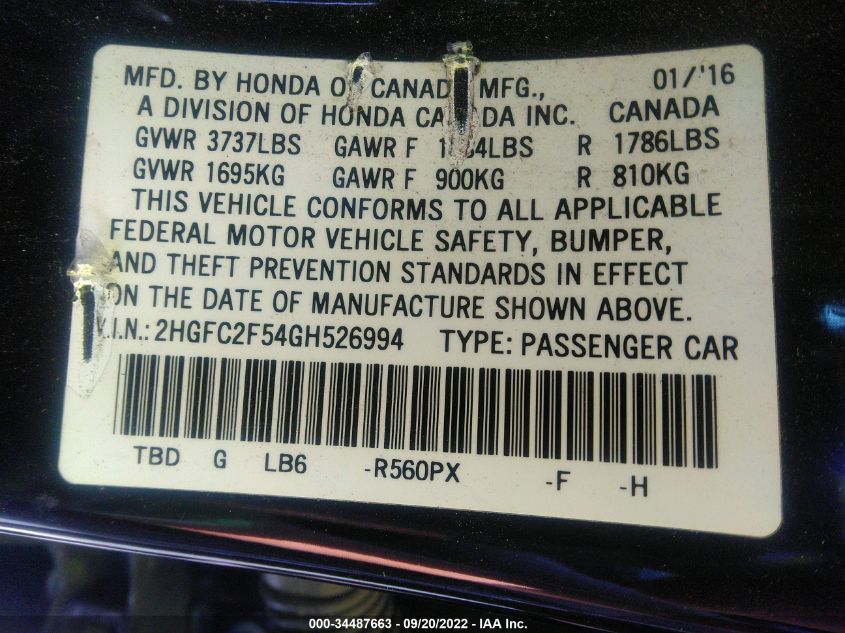 MFD. BY HONDA OF CANADA MFG., 01/'16
A DIVISION OF HONDA CANADA INC. CANADA
GVWR 3737LBS GAWR F R 1786LBS
GVWR 1695KG GAWR F 900KG R 810KG
THIS VEHICLE CONFORMS TO ALL APPLICABLE
FEDERAL MOTOR VEHICLE SAFETY, BUMPER,
AND THEFT PREVENTION STANDARDS IN EFFECT
ON THE DATE OF MANUFACTURE SHOWN ABOVE.
V.I.N.: 2HGFC2F54GH526994 TYPE: PASSENGER CAR
TBD G LB6 -R560PX -F -H
000-34487663 — 09/20/2022 — IAA Inc.